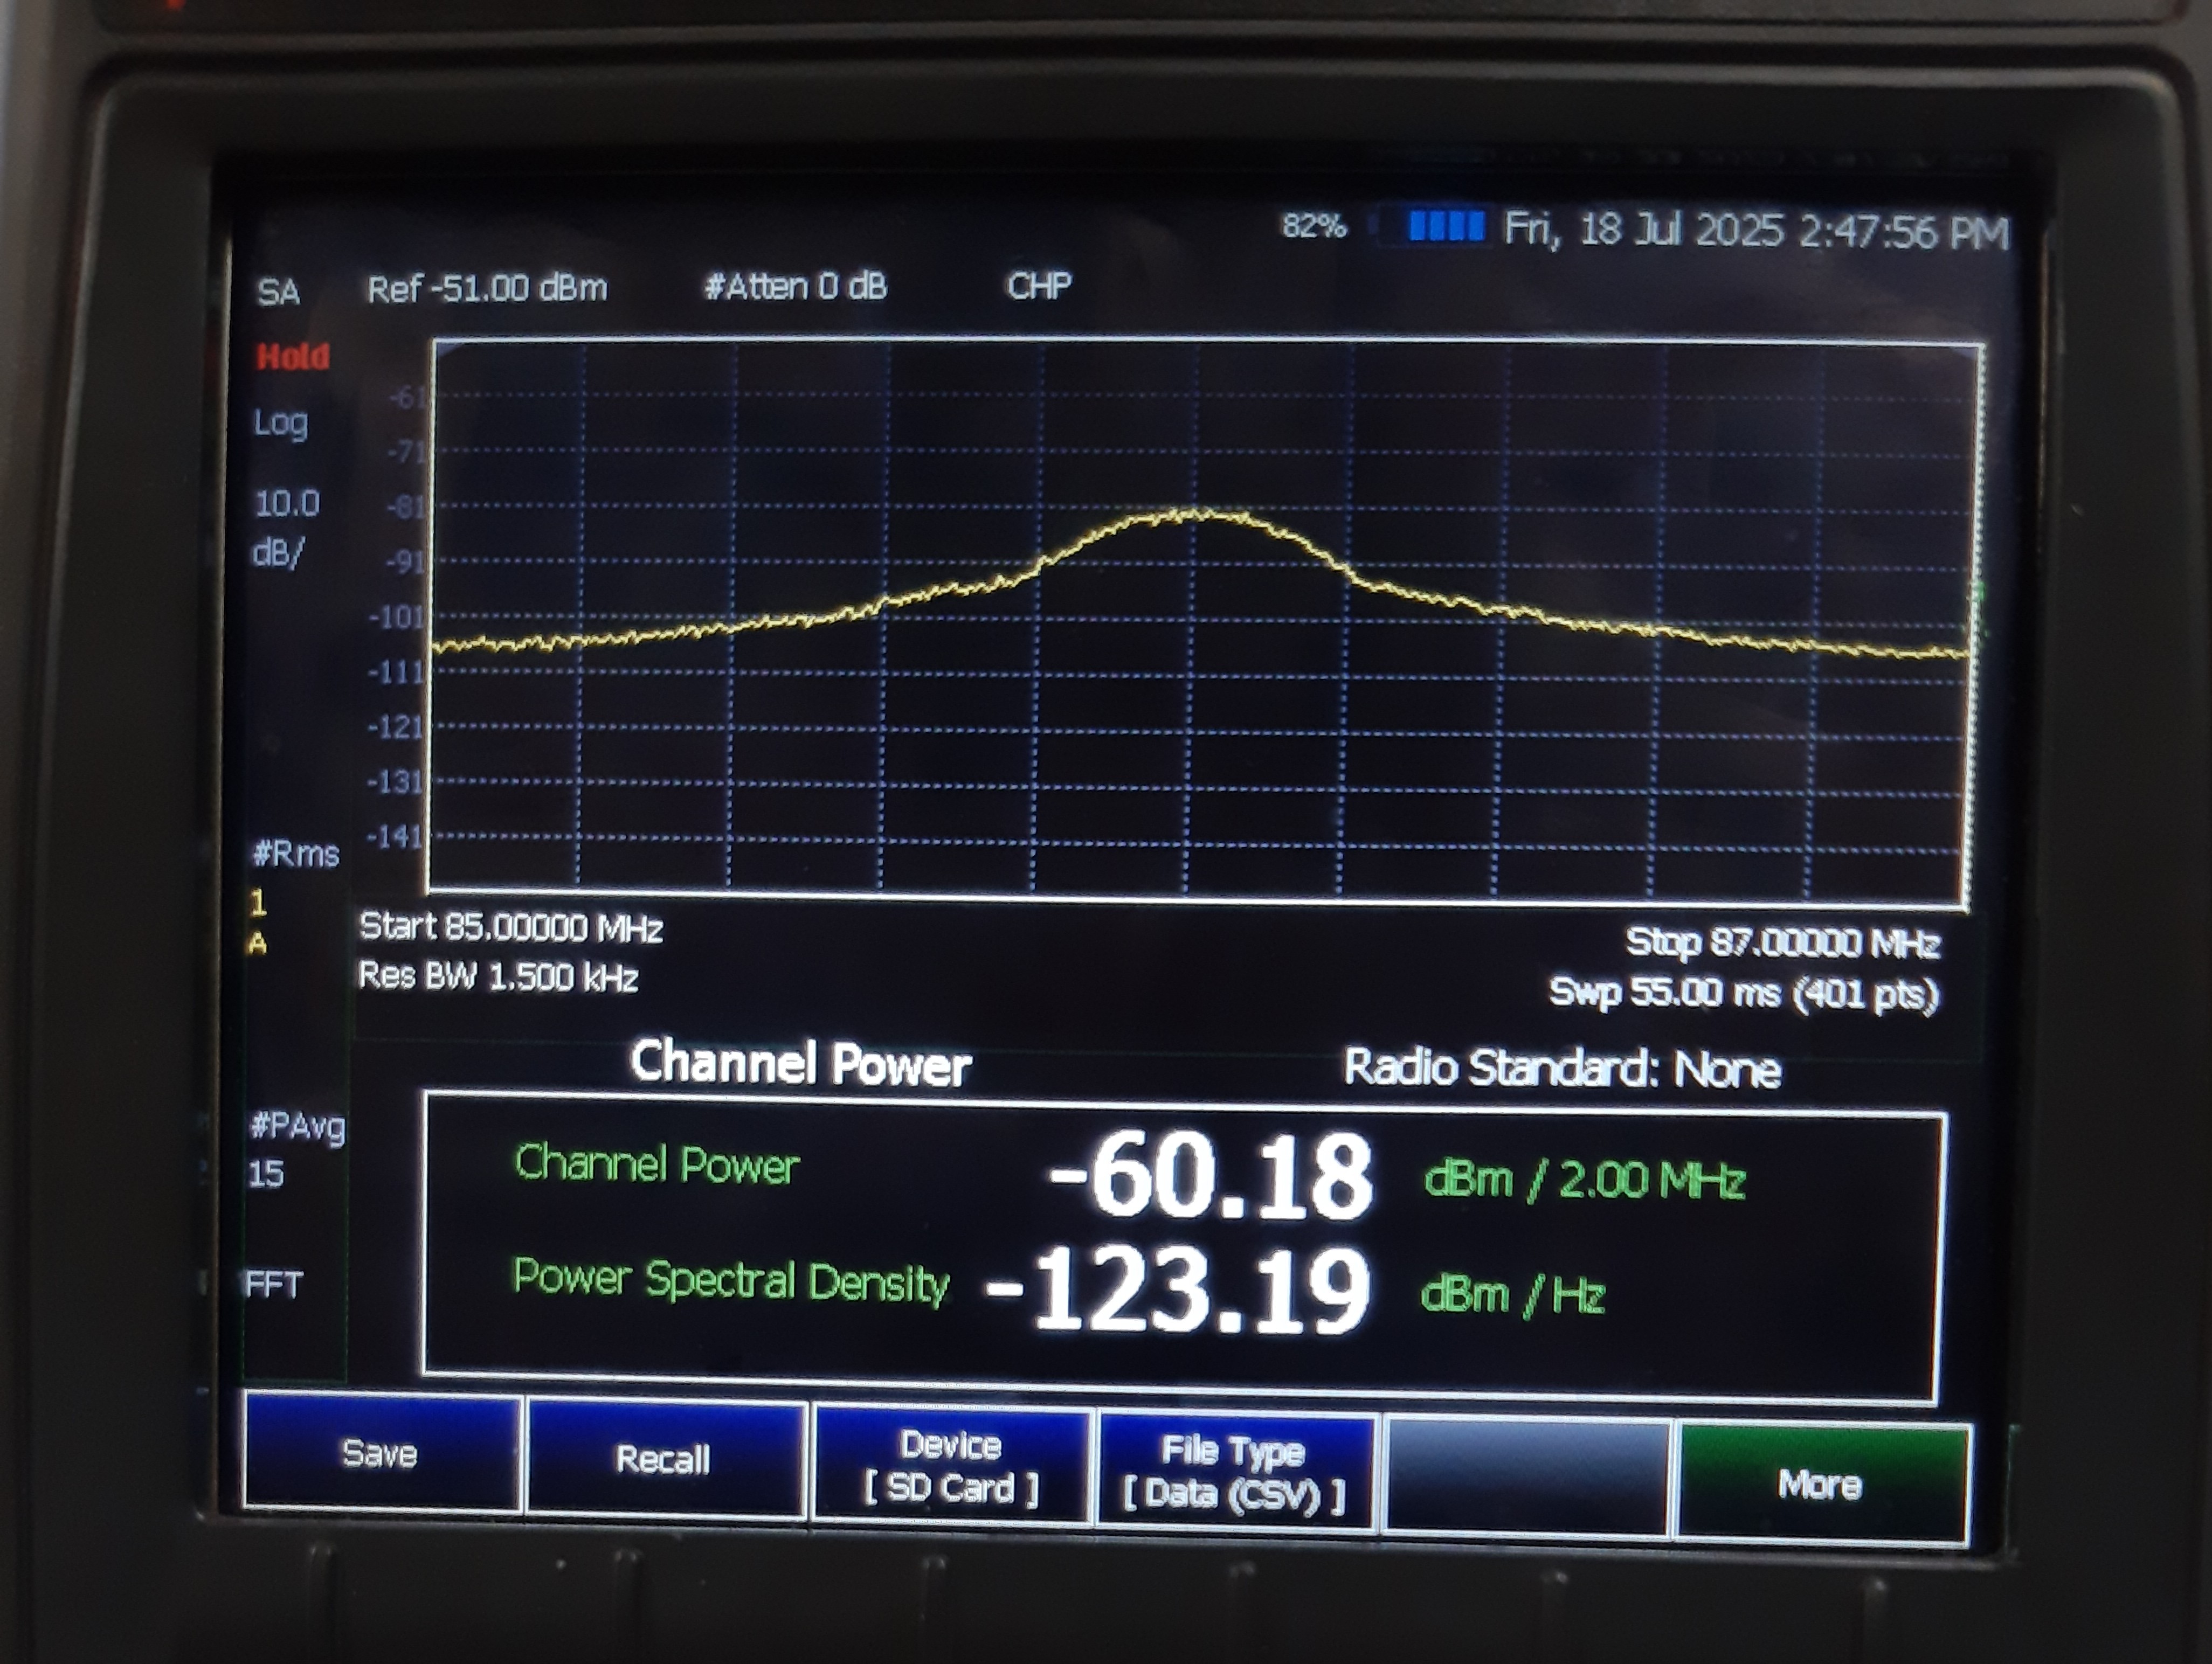 82% Fri, 18 Jul 2025 2:47:56 PM
SA Ref -51.00 dBm #Atten 0 dB CHP
Hold
Log
10.0
dB/
-61
-71
-81
-91
-101
-111
-121
-131
-141
#Rms
1
A
Start 85.00000 MHz Stop 87.00000 MHz
Res BW 1.500 kHz Swp 55.00 ms (401 pts)
Channel Power Radio Standard: None
#PAvg
15
FFT
Channel Power -60.18 dBm / 2.00 MHz
Power Spectral Density -123.19 dBm / Hz
Save
Recall
Device
[ SD Card ]
File Type
[ Data (CSV) ]
More